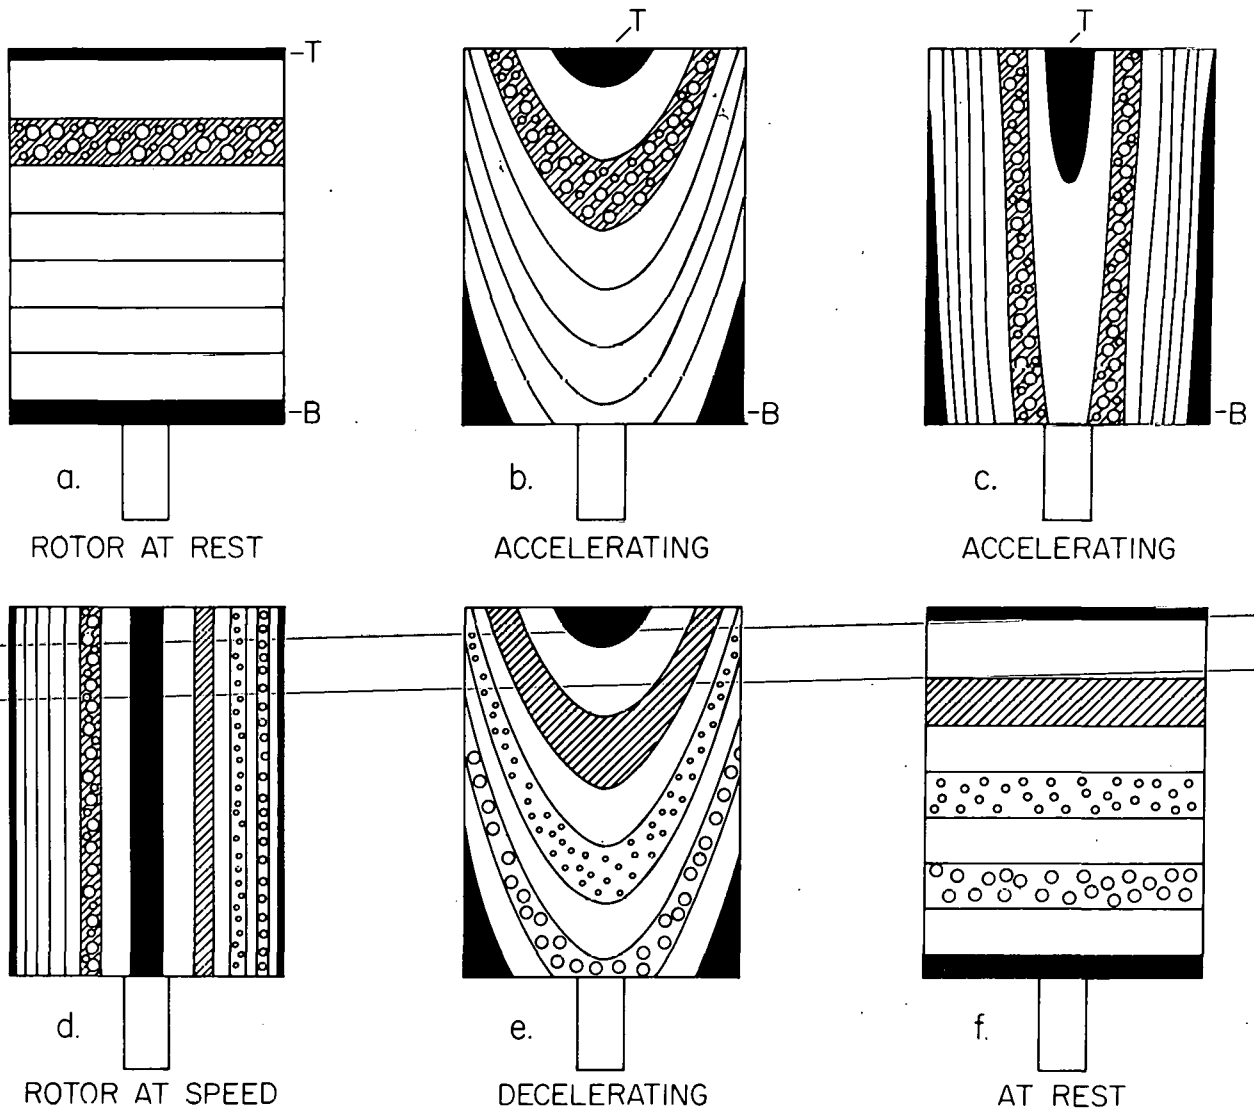 -T
-B
a.
ROTOR AT REST
T
-B
b.
ACCELERATING
T
-B
c.
ACCELERATING
d.
ROTOR AT SPEED
e.
DECELERATING
f.
AT REST